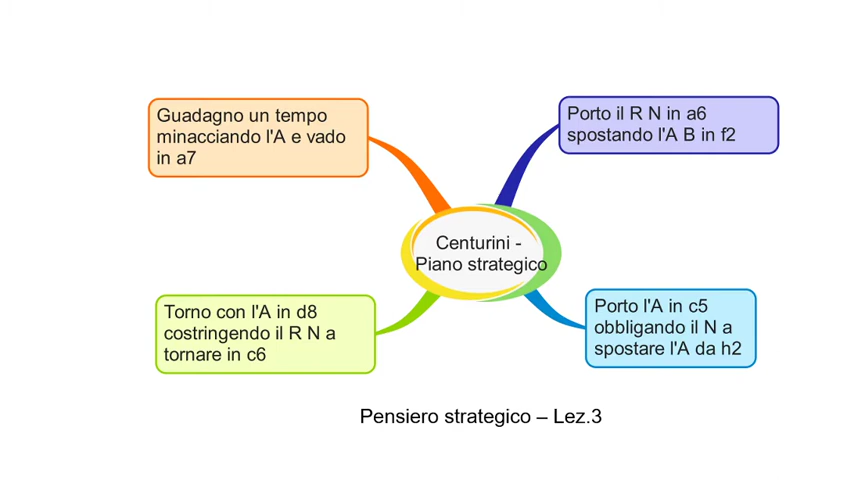 Guadagno un tempo
minacciando l'A e vado
in a7
Porto il R N in a6
spostando l'A B in f2
Centurini -
Piano strategico
Torno con l'A in d8
costringendo il R N a
tornare in c6
Porto l'A in c5
obbligando il N a
spostare l'A da h2
Pensiero strategico – Lez.3